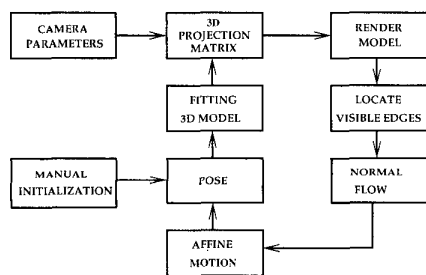 CAMERA
PARAMETERS
3D
PROJECTION
MATRIX
RENDER
MODEL
FITTING
3D MODEL
LOCATE
VISIBLE EDGES
MANUAL
INITIALIZATION
POSE
NORMAL
FLOW
AFFINE
MOTION